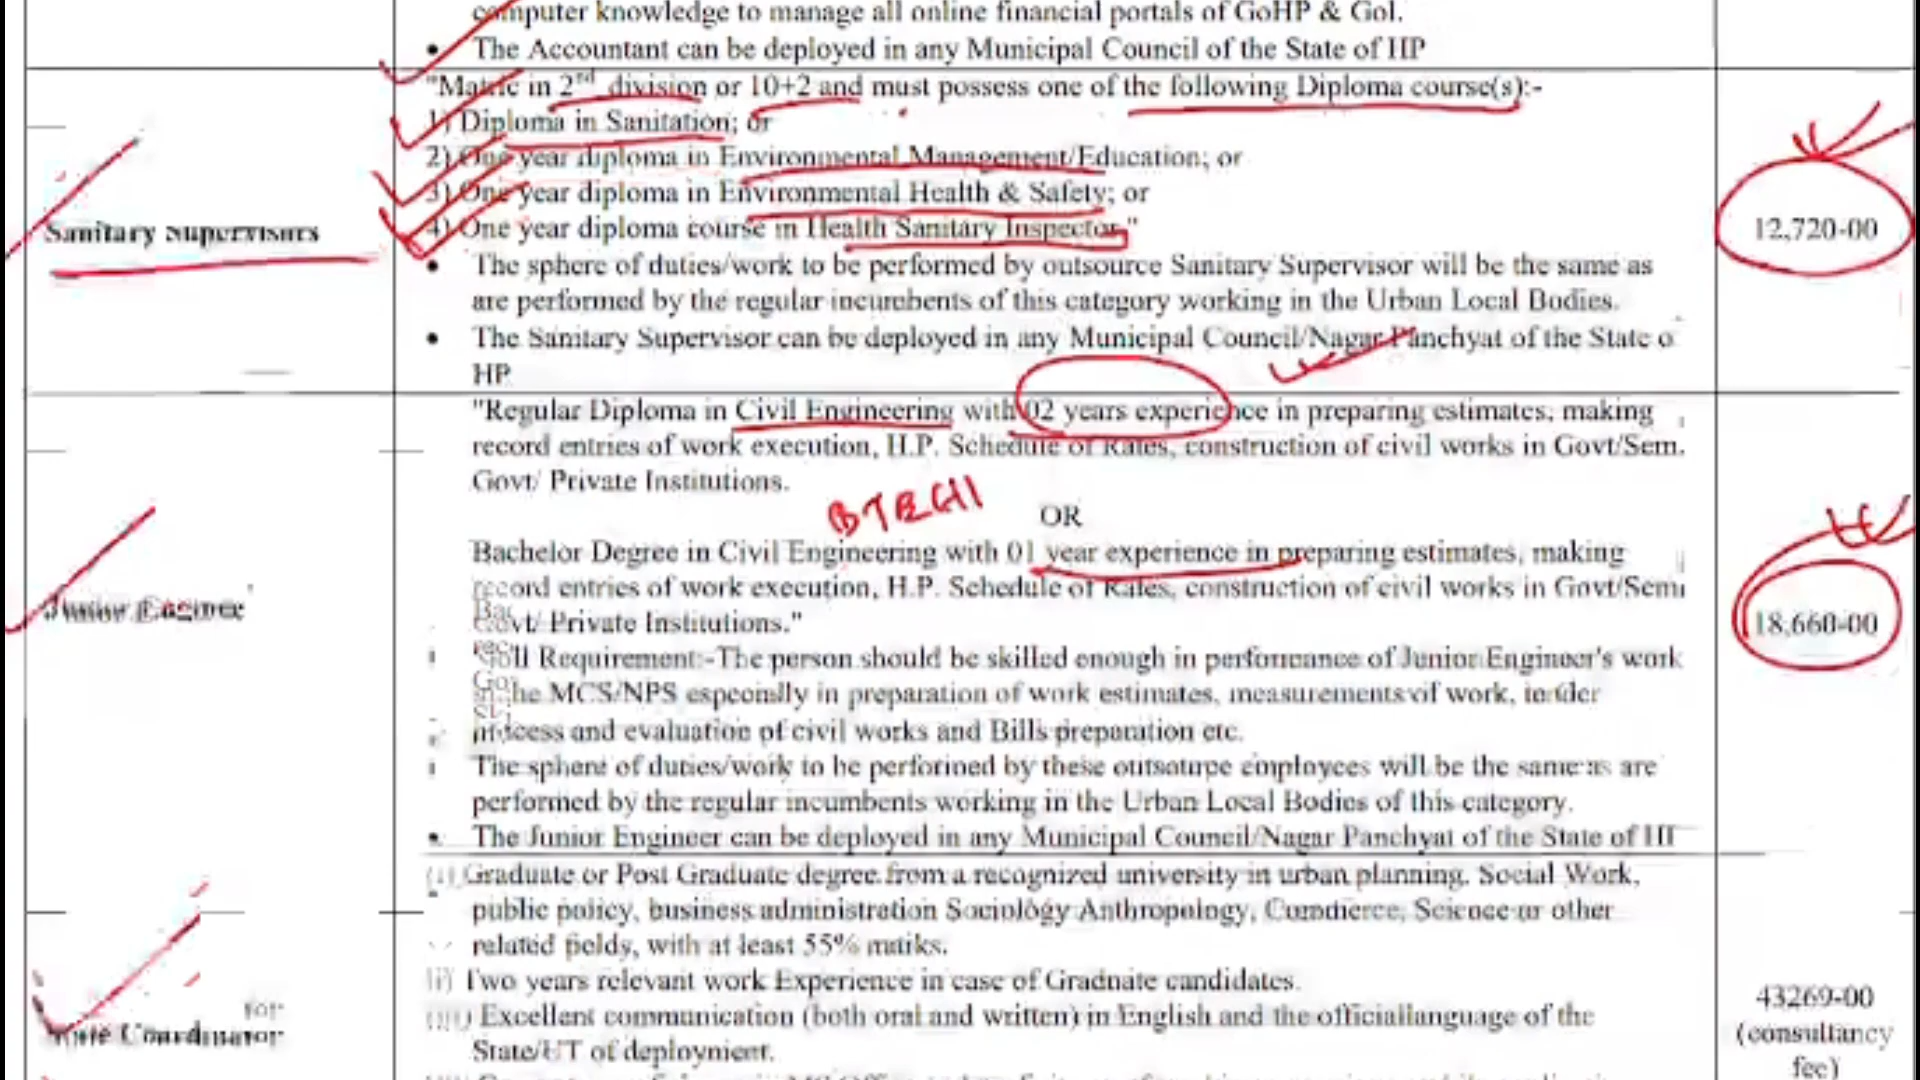 computer knowledge to manage all online financial portals of GoHP & GoI.
• The Accountant can be deployed in any Municipal Council of the State of HP
"Matric in 2nd division or 10+2 and must possess one of the following Diploma course(s):-
1) Diploma in Sanitation; or
2) One year diploma in Environmental Management/Education; or
3) One year diploma in Environmental Health & Safety; or
4) One year diploma course in Health Sanitary Inspector."
Sanitary Supervisors
12,720-00
• The sphere of duties/work to be performed by outsource Sanitary Supervisor will be the same as
are performed by the regular incumbents of this category working in the Urban Local Bodies.
• The Sanitary Supervisor can be deployed in any Municipal Council/Nagar Panchyat of the State o
HP
"Regular Diploma in Civil Engineering with 02 years experience in preparing estimates, making
record entries of work execution, H.P. Schedule of Rates, construction of civil works in Govt/Sem.
Govt/ Private Institutions.
BTECH
OR
Bachelor Degree in Civil Engineering with 01 year experience in preparing estimates, making
record entries of work execution, H.P. Schedule of Rates, construction of civil works in Govt/Semi
Govt/ Private Institutions."
Junior Engineer
18,660-00
Requirement:-The person should be skilled enough in performance of Junior Engineer's work
the MCS/NPS especially in preparation of work estimates, measurements of work, tender
process and evaluation of civil works and Bills preparation etc.
The sphere of duties/work to be performed by these outsource employees will be the same as are
performed by the regular incumbents working in the Urban Local Bodies of this category.
• The Junior Engineer can be deployed in any Municipal Council/Nagar Panchyat of the State of
Graduate or Post Graduate degree from a recognized university in urban planning, Social Work,
public policy, business administration Sociology Anthropology, Commerce, Science or other
related fields, with at least 55% marks.
ii) Two years relevant work Experience in case of Graduate candidates.
iii) Excellent communication (both oral and written) in English and the official language of the
State/UT of deployment.
for
State Coordinator
43269-00
(consultancy
fee)